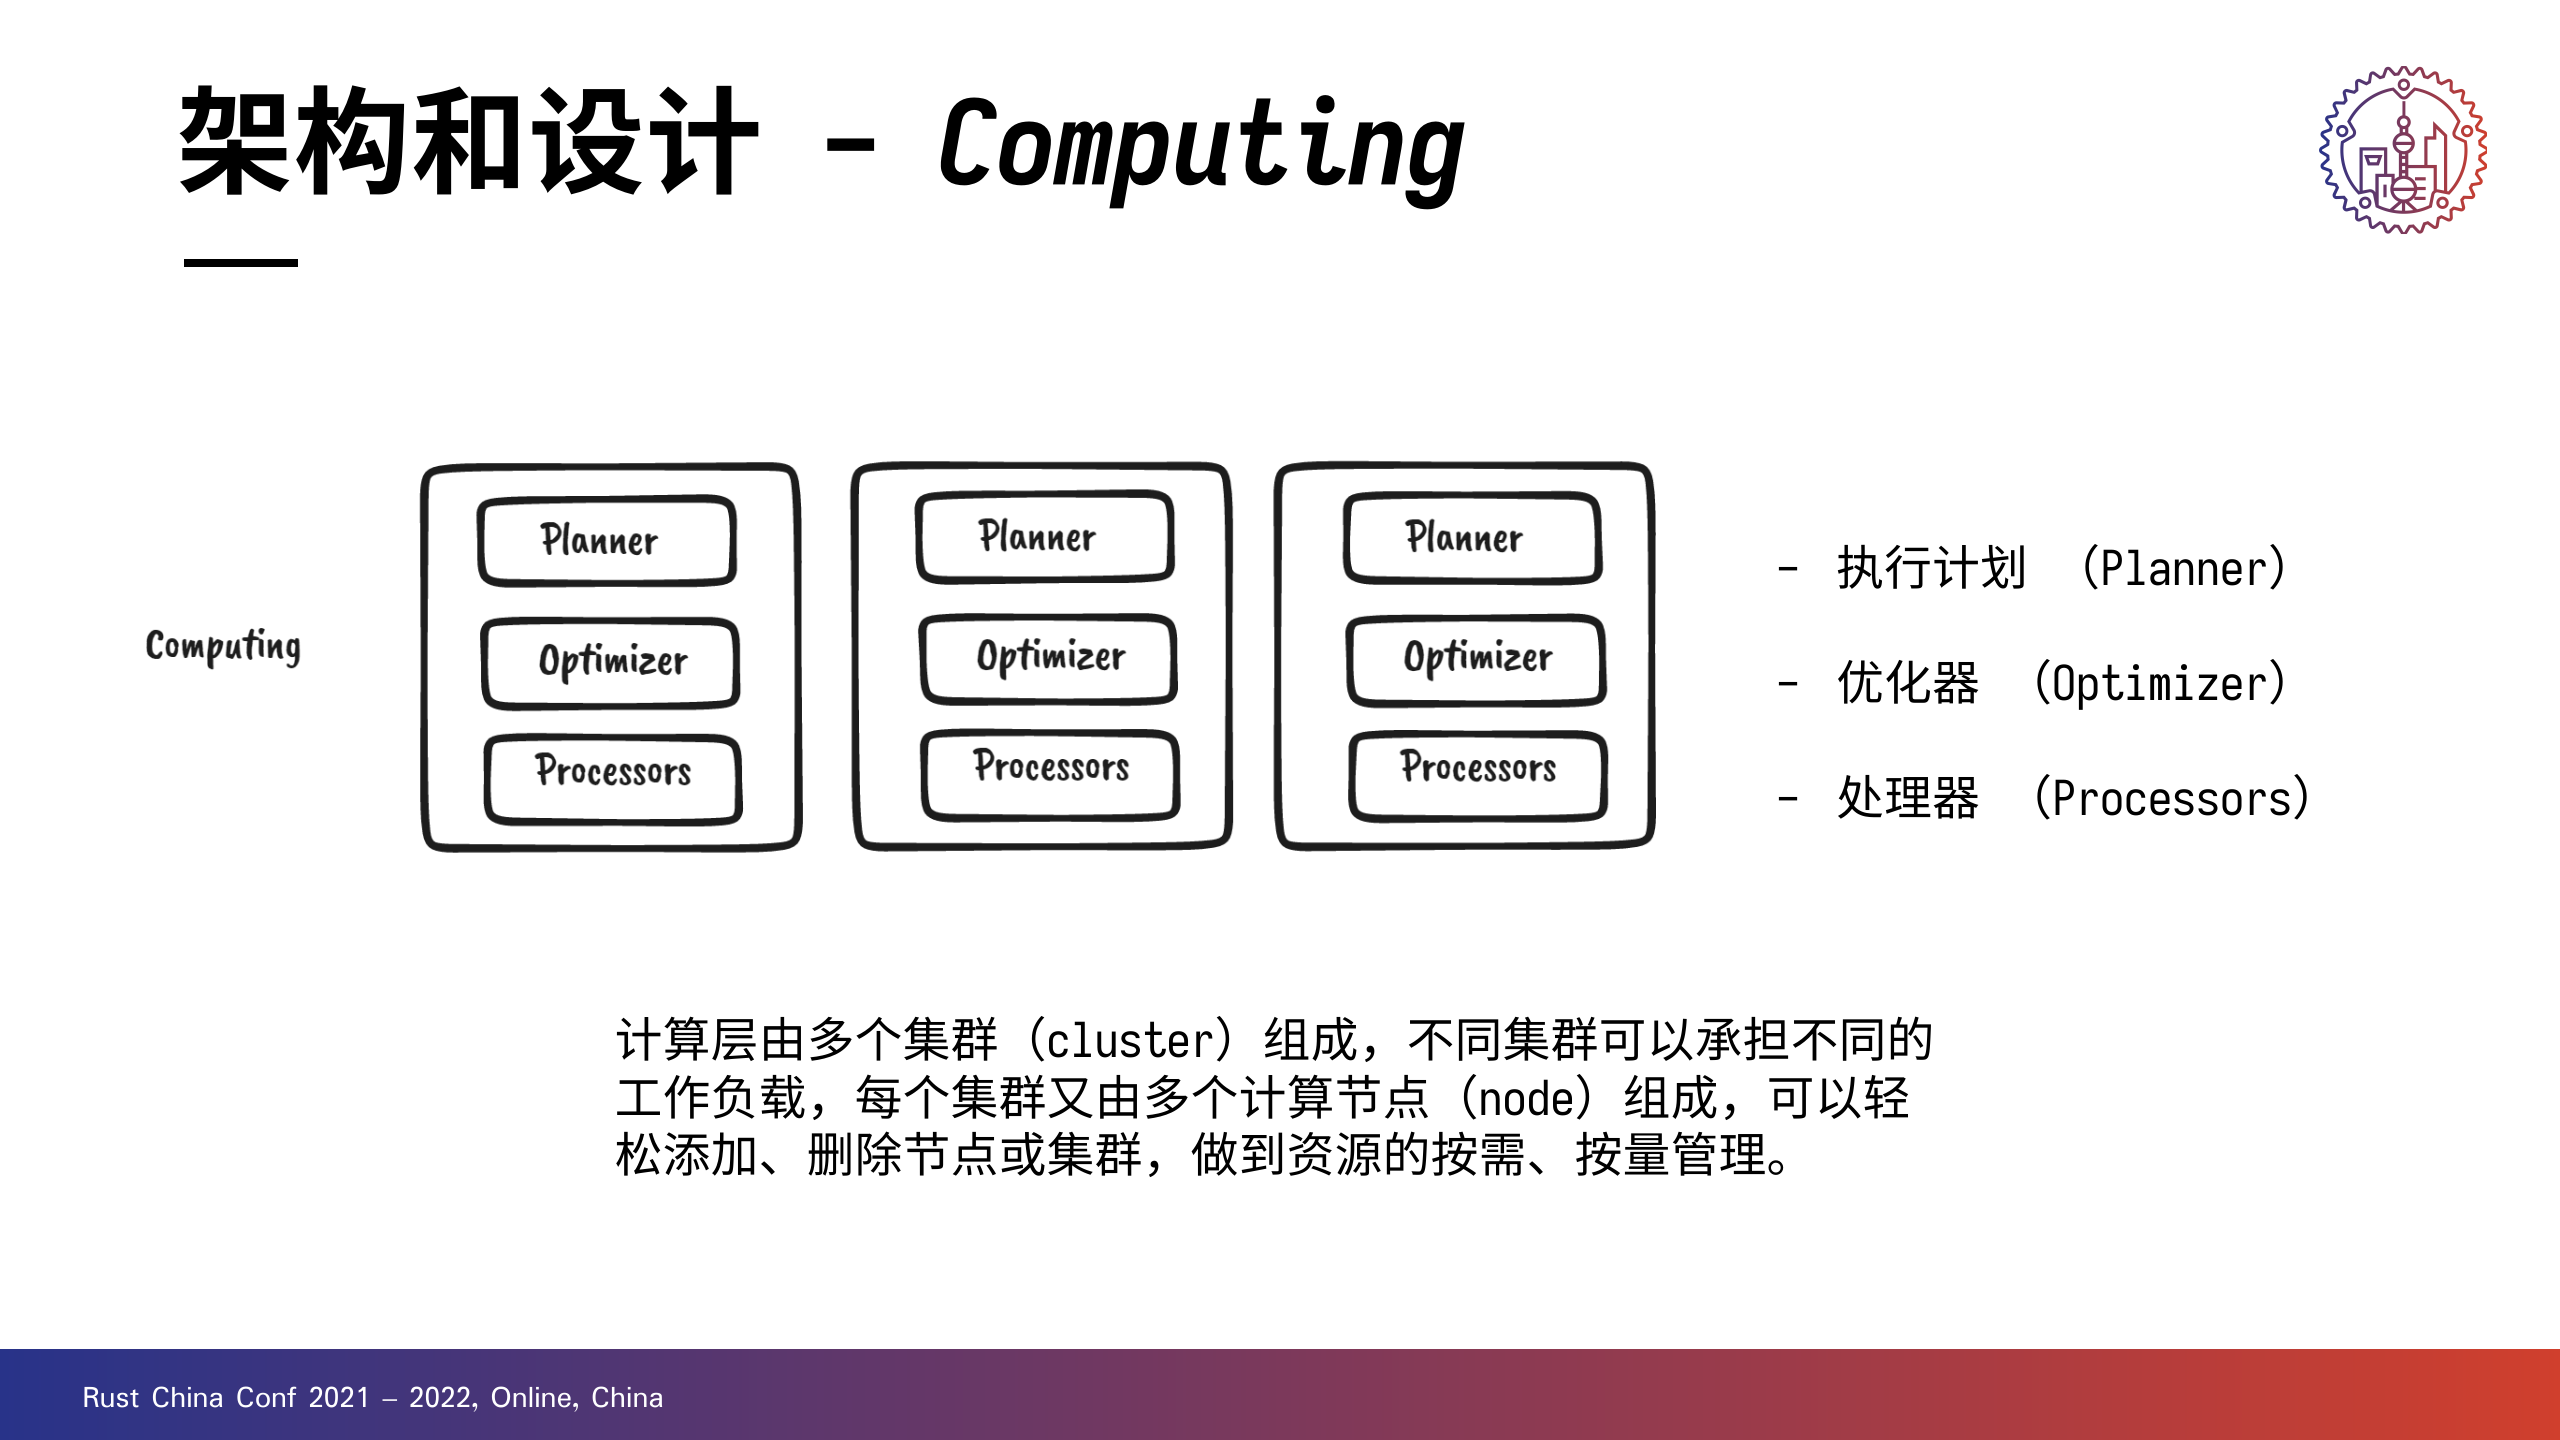 架构和设计 - Computing
Computing
Planner
Optimizer
Processors
Planner
Optimizer
Processors
Planner
Optimizer
Processors
- 执行计划 （Planner）
- 优化器 （Optimizer）
- 处理器 （Processors）
计算层由多个集群（cluster）组成，不同集群可以承担不同的
工作负载，每个集群又由多个计算节点（node）组成，可以轻
松添加、删除节点或集群，做到资源的按需、按量管理。
Rust China Conf 2021 – 2022, Online, China